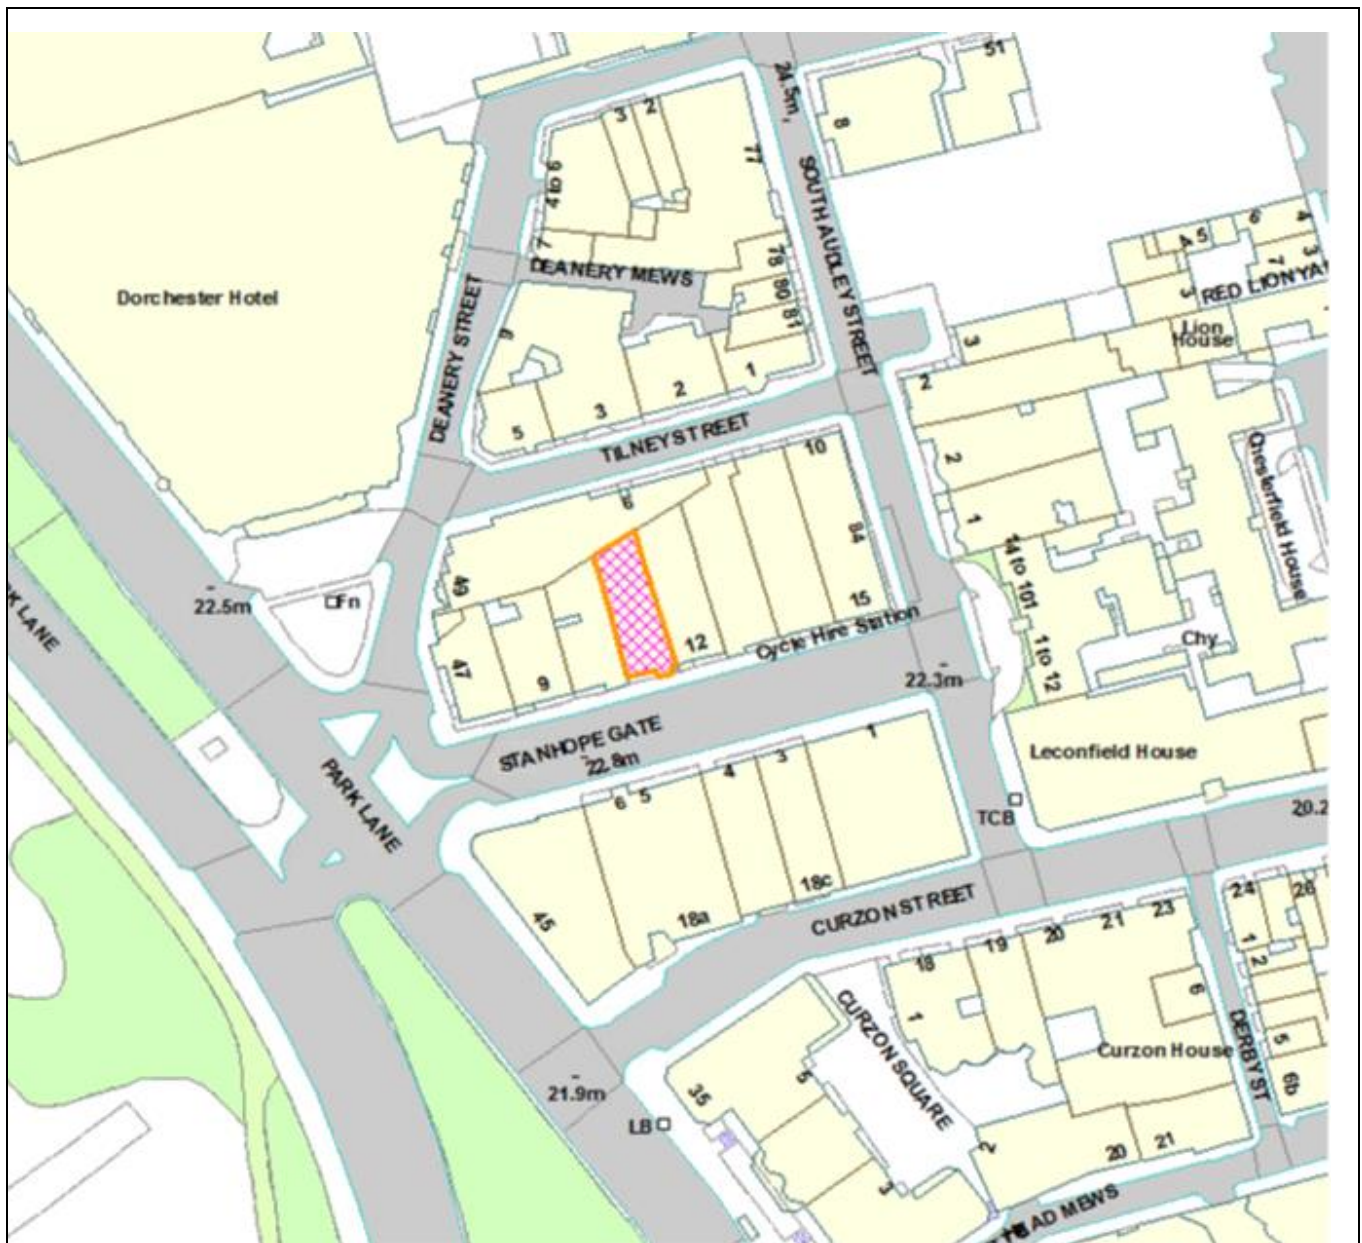 51
24.5m
3
2
8
77
SOUTH AUDLEY STREET
4 to 6
7
DEANERY MEWS
78
80
81
6
4
4
5
3
7
3
RED LION YA
Dorchester Hotel
DEANERY STREET
9
Lion
House
3
1
2
2
3
5
TILNEY STREET
10
2
1
Chesterfield House
84
49
14 to 101
15
22.5m
Fn
PARK LANE
12
Cycle Hire Station
1 to 12
Chy
47
9
22.3m
STANHOPE GATE
22.8m
1
Leconfield House
3
4
6
5
PARK LANE
TCB
20.2
18c
18a
45
CURZON STREET
24
26
23
21
20
19
18
1
2
1
CURZON SQUARE
6
DERBY ST
Curzon House
5
6b
5
21.9m
35
LB
2
20
21
3
AD MEWS